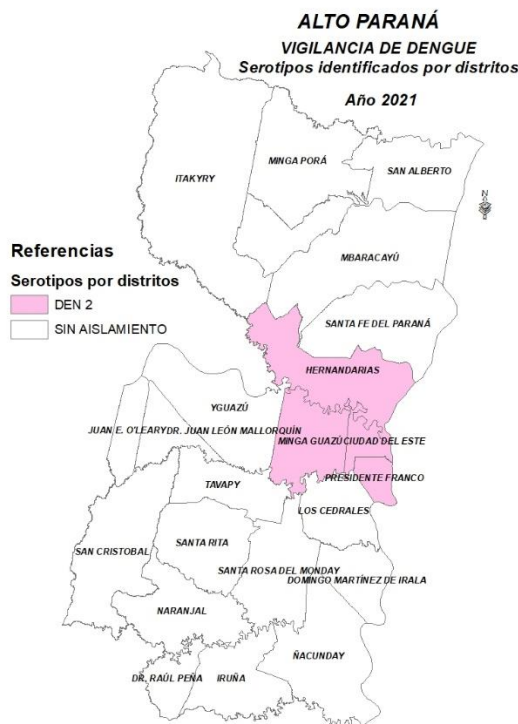 ALTO PARANÁ
VIGILANCIA DE DENGUE
Serotipos identificados por distritos
Año 2021
MINGA PORÁ
SAN ALBERTO
ITAKYRY
N
MBARACAYÚ
Referencias
Serotipos por distritos
DEN 2
SIN AISLAMIENTO
SANTA FE DEL PARANÁ
HERNANDARIAS
YGUAZÚ
JUAN E. O'LEARY
DR. JUAN LEÓN MALLORQUÍN
MINGA GUAZÚ
CIUDAD DEL ESTE
TAVAPY
PRESIDENTE FRANCO
LOS CEDRALES
SAN CRISTOBAL
SANTA RITA
SANTA ROSA DEL MONDAY
DOMINGO MARTÍNEZ DE IRALA
NARANJAL
ÑACUNDAY
DR. RAÚL PEÑA
IRUÑA